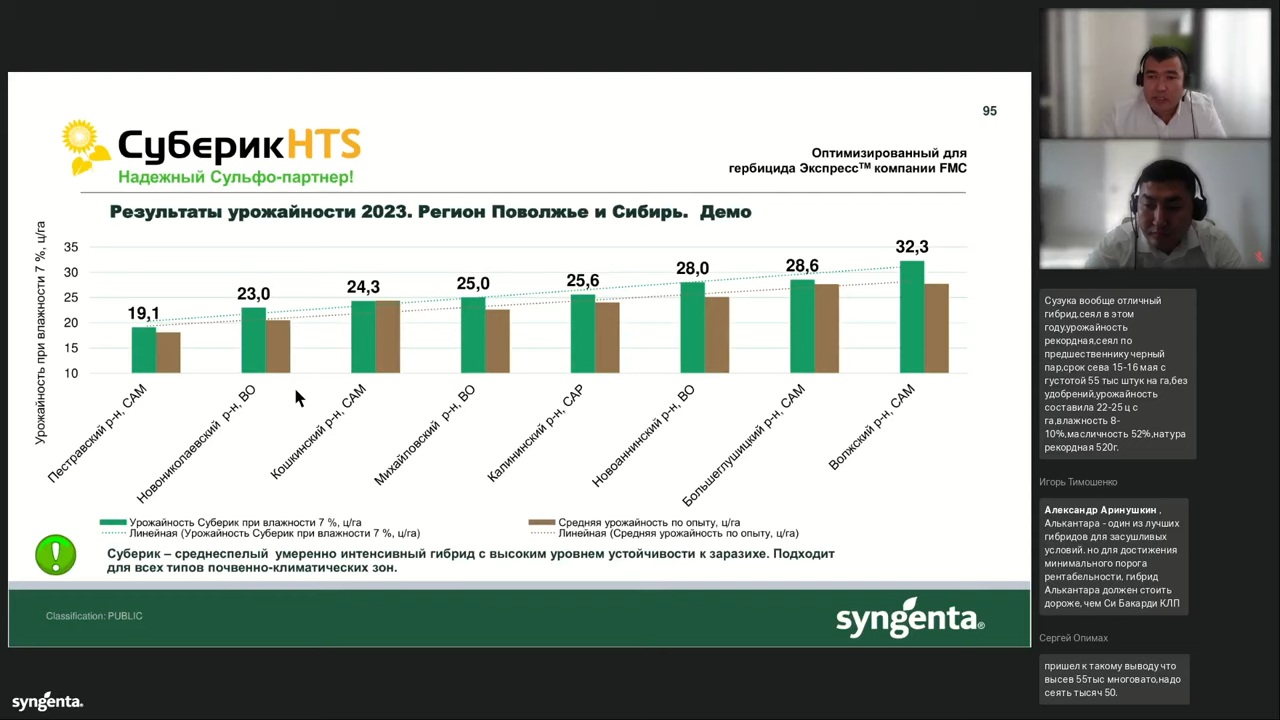 95
СуберикHTS
Надежный Сульфо-партнер!
Оптимизированный для
гербицида Экспресс™ компании FMC
Результаты урожайности 2023. Регион Поволжье и Сибирь. Демо
Урожайность при влажности 7 %, ц/га
35
30
25
20
15
10
19,1
23,0
24,3
25,0
25,6
28,0
28,6
32,3
Пестравский р-н, САМ
Новониколаевский р-н, ВО
Кошкинский р-н, САМ
Михайловский р-н, ВО
Калининский р-н, САР
Новоаннинский р-н, ВО
Большеглушицкий р-н, САМ
Волжский р-н, САМ
Урожайность Суберик при влажности 7 %, ц/га
Средняя урожайность по опыту, ц/га
Линейная (Урожайность Суберик при влажности 7 %, ц/га)
Линейная (Средняя урожайность по опыту, ц/га)
Суберик – среднеспелый умеренно интенсивный гибрид с высоким уровнем устойчивости к заразихе. Подходит
для всех типов почвенно-климатических зон.
Classification: PUBLIC
syngenta®
syngenta.
Сузука вообще отличный
гибрид.сеял в этом
году.урожайность
рекордная,сеял по
предшественнику черный
пар,срок сева 15-16 мая с
густотой 55 тыс штук на га,без
удобрений,урожайность
составила 22-25 ц с
га,влажность 8-
10%,масличность 52%,натура
рекордная 520г.
Игорь Тимошенко
Александр Аринушкин ,
Алькантара - один из лучших
гибридов для засушливых
условий. но для достижения
минимального порога
рентабельности, гибрид
Алькантара должен стоить
дороже, чем Си Бакарди КЛП
Сергей Опимах
пришел к такому выводу что
высев 55тыс многовато,надо
сеять тысяч 50.